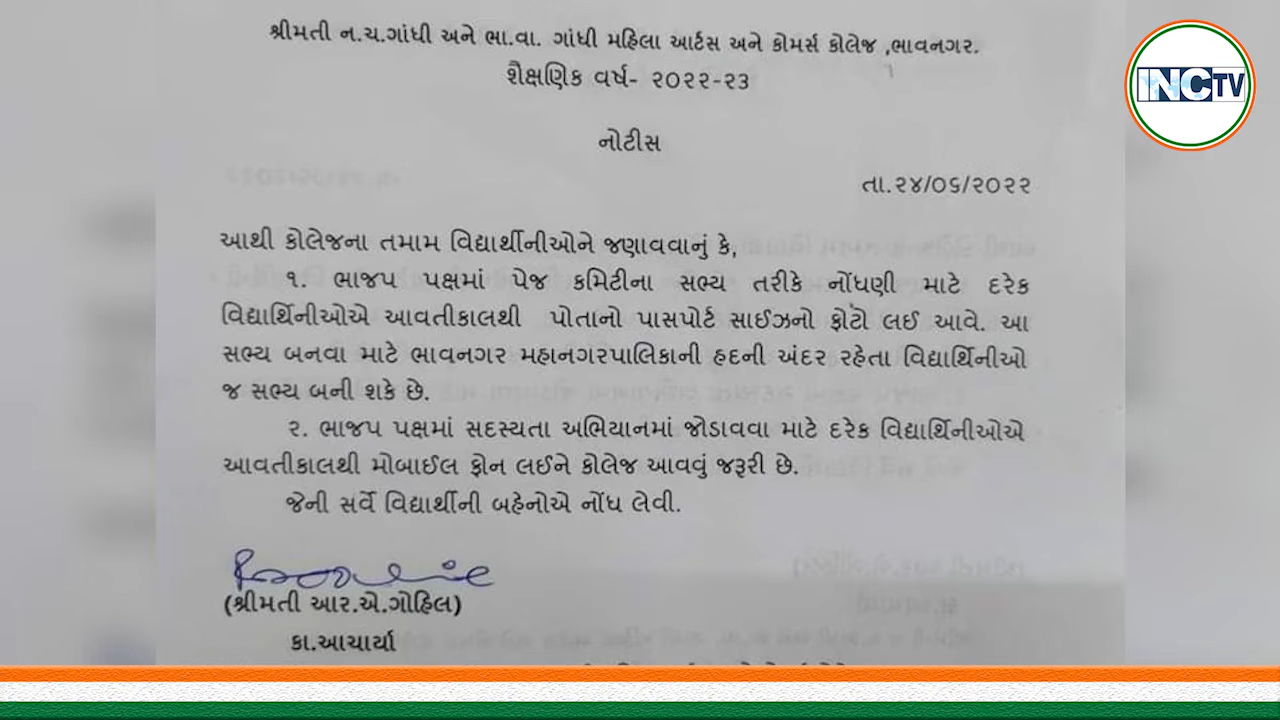 શ્રીમતી ન.ચ.ગાંધી અને ભા.વા. ગાંધી મહિલા આર્ટસ અને કોમર્સ કોલેજ ,ભાવનગર.
શૈક્ષણિક વર્ષ- ૨૦૨૨-૨૩
INCTV
નોટીસ
તા.૨૪/૦૬/૨૦૨૨
આથી કોલેજના તમામ વિદ્યાર્થીનીઓને જણાવવાનું કે,
૧. ભાજપ પક્ષમાં પેજ કમિટીના સભ્ય તરીકે નોંધણી માટે દરેક
વિદ્યાર્થિનીઓએ આવતીકાલથી પોતાનો પાસપોર્ટ સાઈઝનો ફોટો લઈ આવે. આ
સભ્ય બનવા માટે ભાવનગર મહાનગરપાલિકાની હદની અંદર રહેતા વિદ્યાર્થિનીઓ
જ સભ્ય બની શકે છે.
૨. ભાજપ પક્ષમાં સદસ્યતા અભિયાનમાં જોડાવવા માટે દરેક વિદ્યાર્થિનીઓએ
આવતીકાલથી મોબાઈલ ફોન લઈને કોલેજ આવવું જરૂરી છે.
જેની સર્વે વિદ્યાર્થીની બહેનોએ નોંધ લેવી.
(શ્રીમતી આર.એ.ગોહિલ)
કા.આચાર્યા